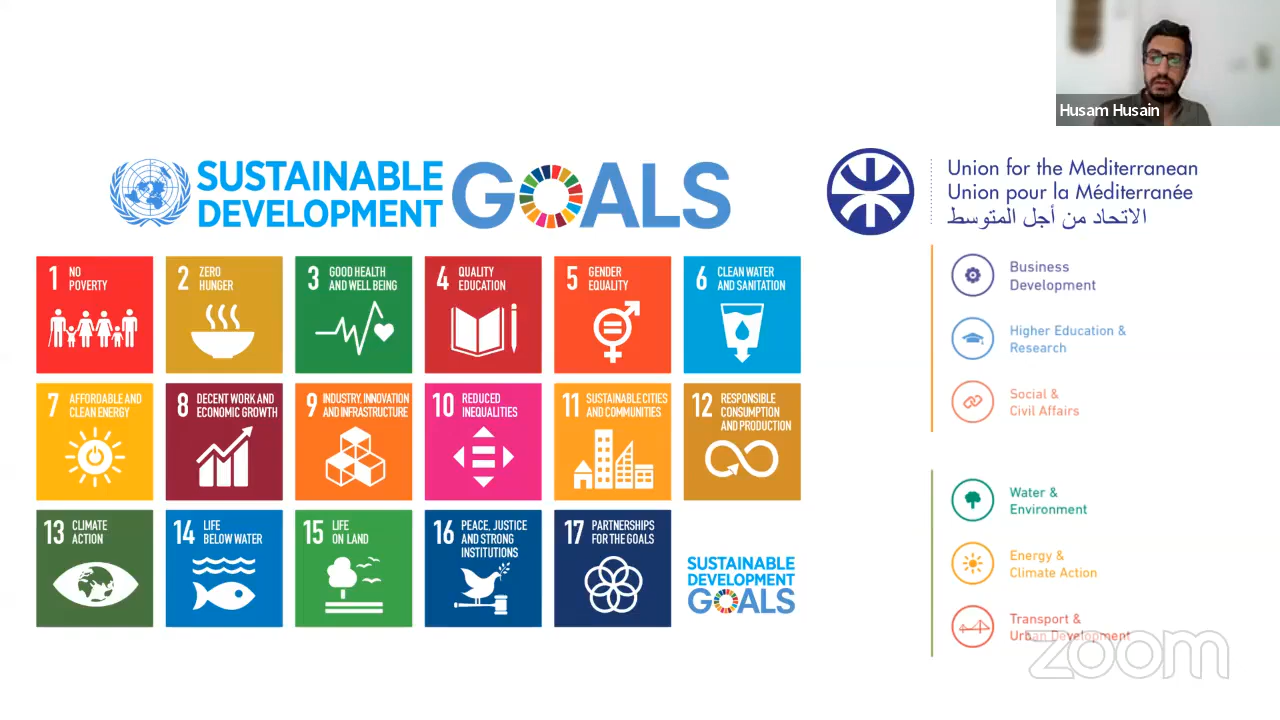 Husam Husain
SUSTAINABLE
DEVELOPMENT
GOALS
Union for the Mediterranean
Union pour la Méditerranée
الاتحاد من أجل المتوسط
1 NO
POVERTY
2 ZERO
HUNGER
3 GOOD HEALTH
AND WELL BEING
4 QUALITY
EDUCATION
5 GENDER
EQUALITY
6 CLEAN WATER
AND SANITATION
7 AFFORDABLE AND
CLEAN ENERGY
8 DECENT WORK AND
ECONOMIC GROWTH
9 INDUSTRY, INNOVATION
AND INFRASTRUCTURE
10 REDUCED
INEQUALITIES
11 SUSTAINABLE CITIES
AND COMMUNITIES
12 RESPONSIBLE
CONSUMPTION
AND PRODUCTION
13 CLIMATE
ACTION
14 LIFE
BELOW WATER
15 LIFE
ON LAND
16 PEACE, JUSTICE
AND STRONG
INSTITUTIONS
17 PARTNERSHIPS
FOR THE GOALS
SUSTAINABLE
DEVELOPMENT
GOALS
Business
Development
Higher Education &
Research
Social &
Civil Affairs
Water &
Environment
Energy &
Climate Action
Transport &
Urban Development
zoom